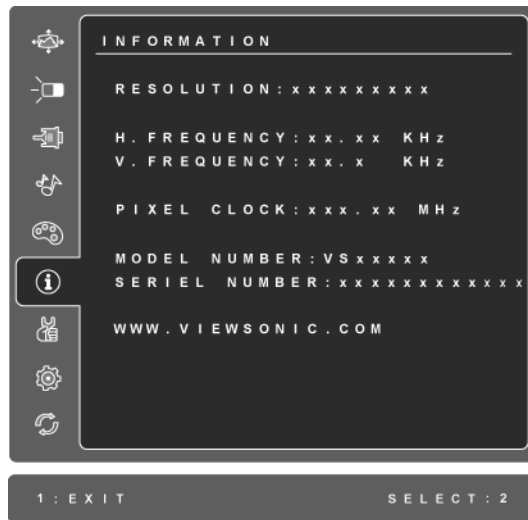 INFORMATION
RESOLUTION:xxxxxxxxx
H. FREQUENCY:xx.xx KHz
V. FREQUENCY:xx.x KHz
PIXEL CLOCK:xxx.xx MHz
MODEL NUMBER:VSxxxxx
SERIEL NUMBER:xxxxxxxxxxxx
WWW.VIEWSONIC.COM
1:EXIT SELECT:2